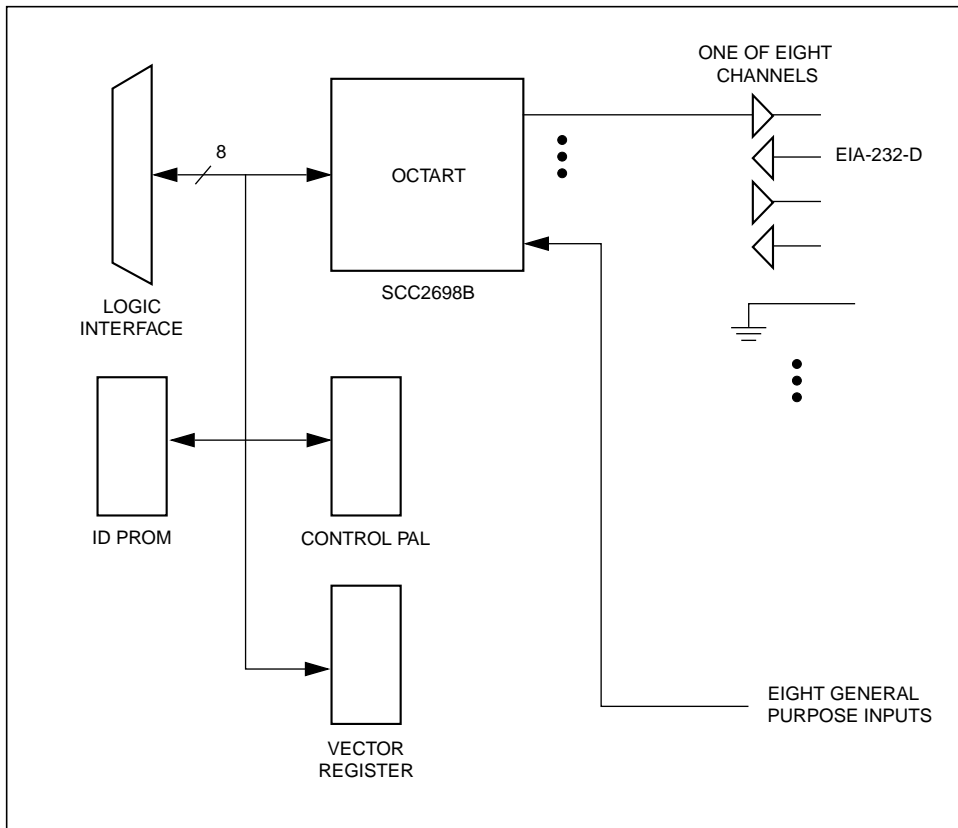 ONE OF EIGHT
CHANNELS
8
EIA-232-D
OCTART
SCC2698B
LOGIC
INTERFACE
ID PROM
CONTROL PAL
EIGHT GENERAL
PURPOSE INPUTS
VECTOR
REGISTER